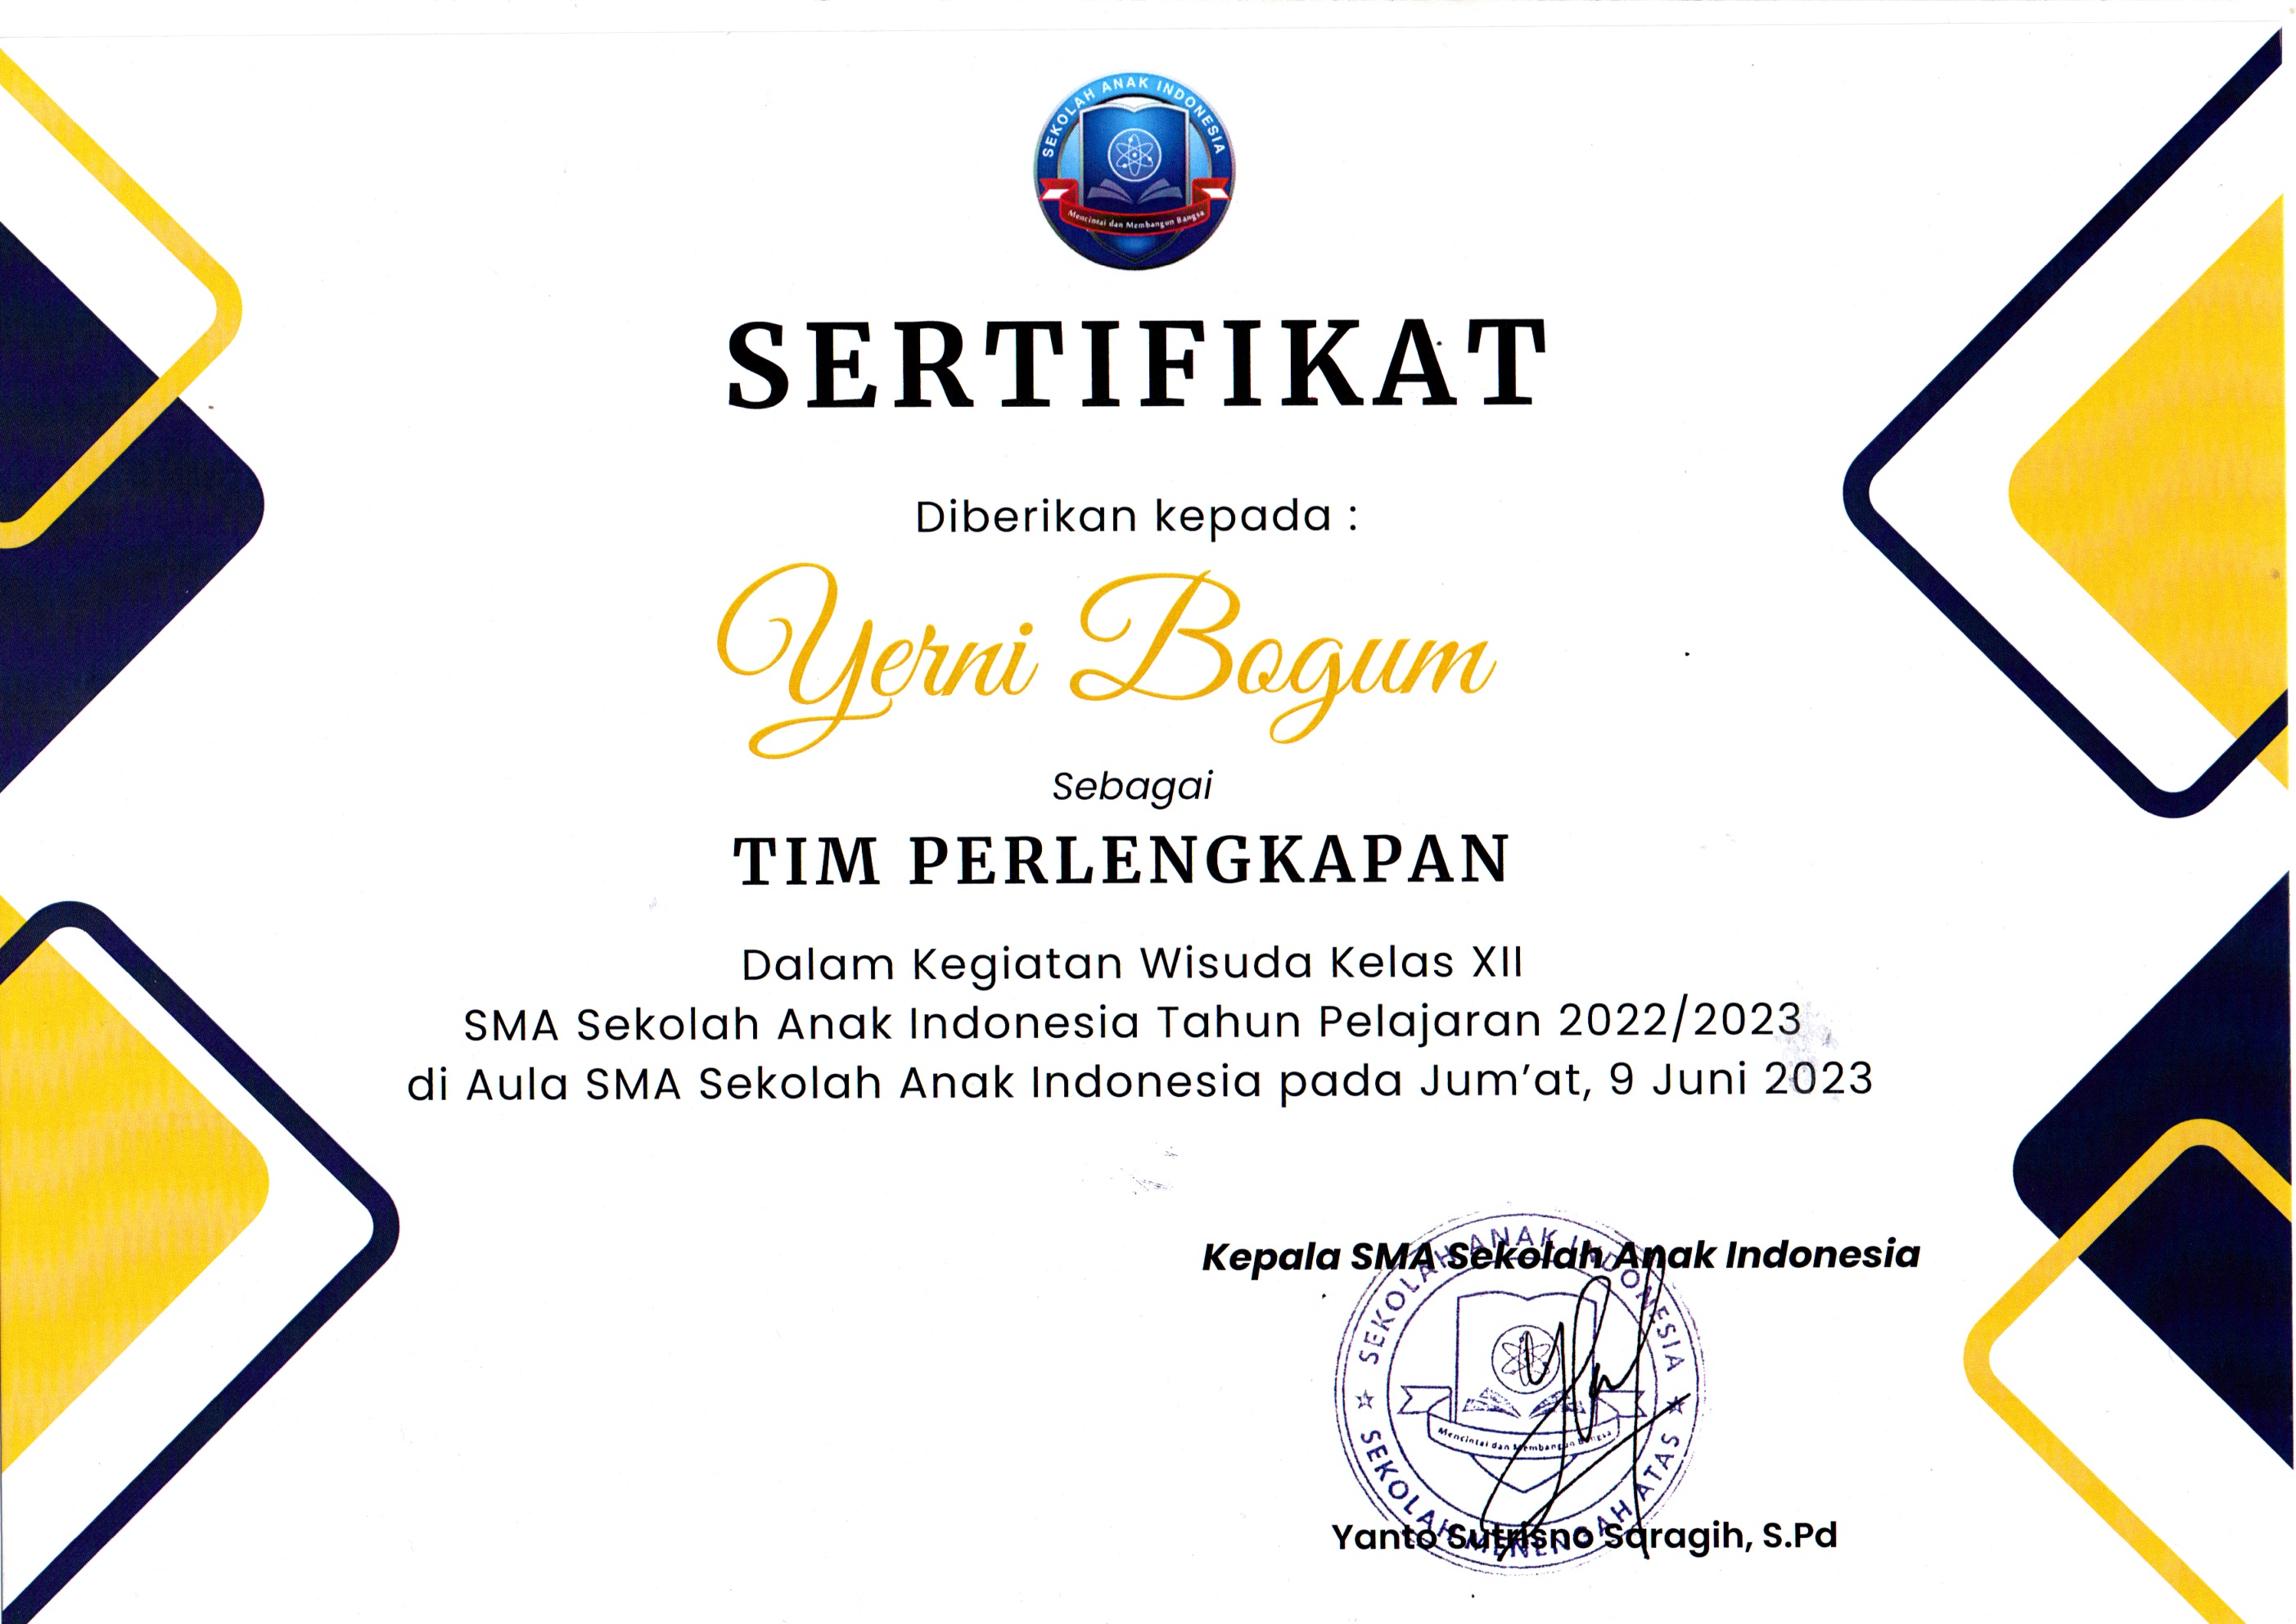 SEKOLAH ANAK INDONESIA
Mencintai dan Membangun Bangsa
SERTIFIKAT
Diberikan kepada :
Yerni Bogum
Sebagai
TIM PERLENGKAPAN
Dalam Kegiatan Wisuda Kelas XII
SMA Sekolah Anak Indonesia Tahun Pelajaran 2022/2023
di Aula SMA Sekolah Anak Indonesia pada Jum’at, 9 Juni 2023
Kepala SMA Sekolah Anak Indonesia
SEKOLAH ANAK INDONESIA
Mencintai dan Membangun Bangsa
SEKOLAH MENENGAH ATAS
Yanto Sutrisno Saragih, S.Pd